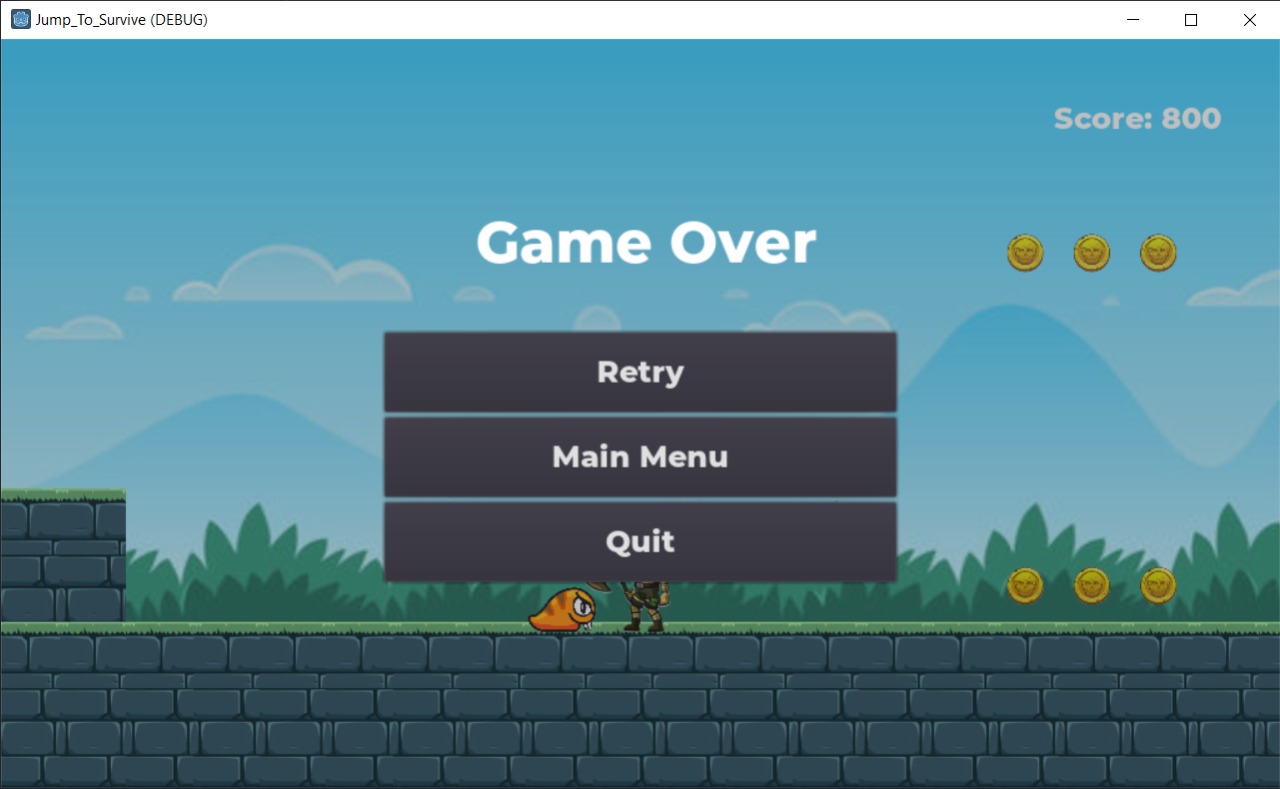 Jump_To_Survive (DEBUG)
Score: 800
Game Over
Retry
Main Menu
Quit